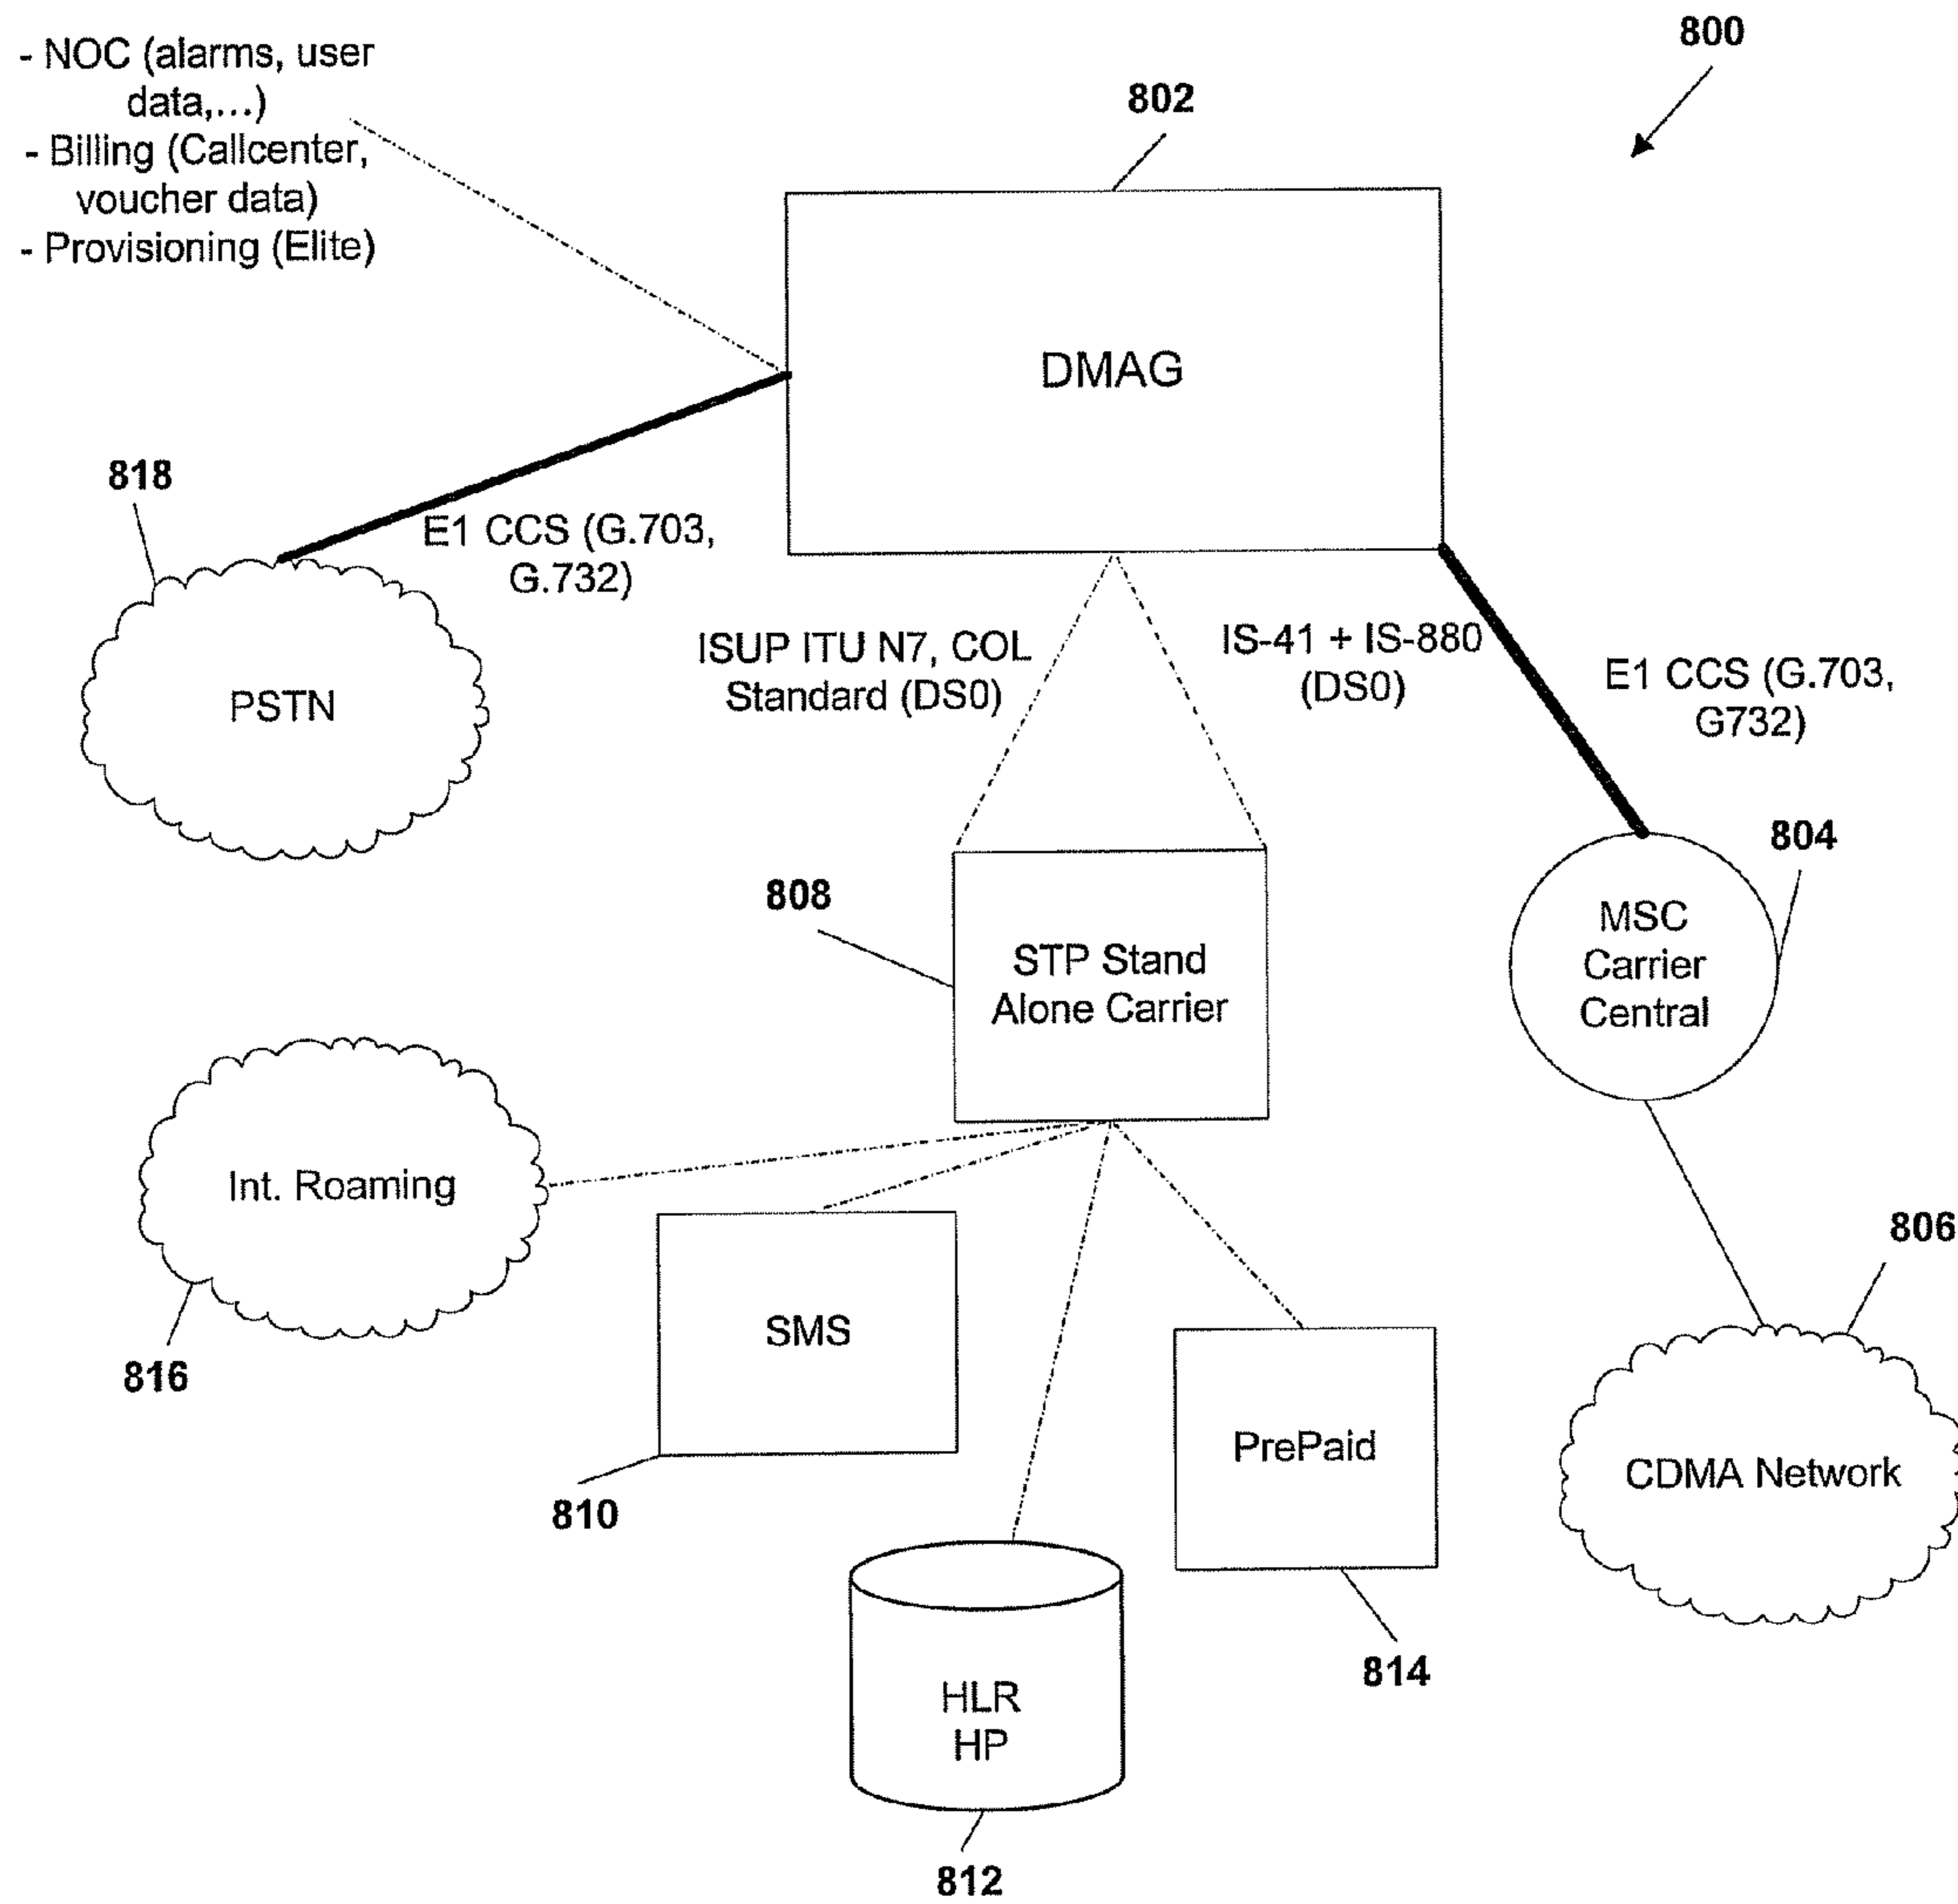 800
- NOC (alarms, user
data,...)
- Billing (Callcenter,
voucher data)
- Provisioning (Elite)
802
DMAG
818
E1 CCS (G.703,
G.732)
PSTN
ISUP ITU N7, COL
Standard (DS0)
IS-41 + IS-880
(DS0)
E1 CCS (G.703,
G732)
804
MSC
Carrier
Central
808
STP Stand
Alone Carrier
Int. Roaming
816
SMS
810
PrePaid
814
806
CDMA Network
HLR
HP
812